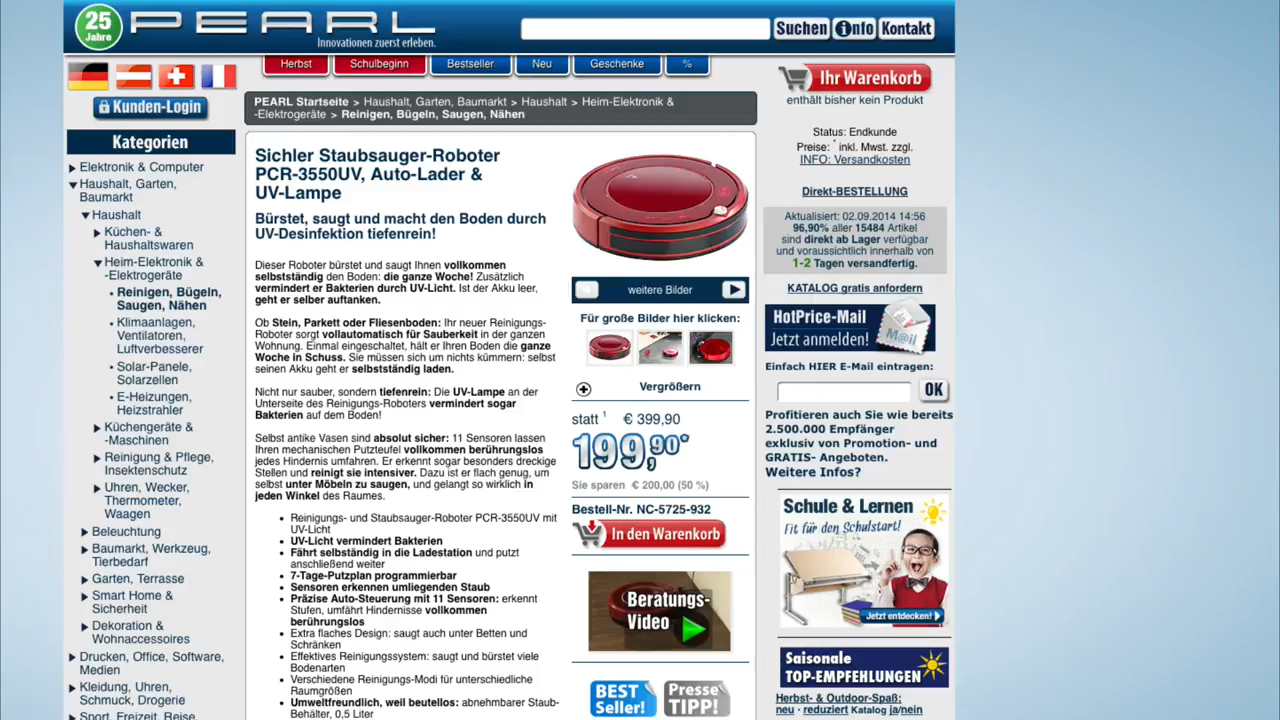 25
Jahre
PEARL
Innovationen zuerst erleben.
Suchen
info
Kontakt
Herbst
Schulbeginn
Bestseller
Neu
Geschenke
%
Kunden-Login
Kategorien
Elektronik & Computer
Haushalt, Garten,
Baumarkt
Haushalt
Küchen- &
Haushaltswaren
Heim-Elektronik &
-Elektrogeräte
Reinigen, Bügeln,
Saugen, Nähen
Klimaanlagen,
Ventilatoren,
Luftverbesserer
Solar-Panele,
Solarzellen
E-Heizungen,
Heizstrahler
Küchengeräte &
-Maschinen
Reinigung & Pflege,
Insektenschutz
Uhren, Wecker,
Thermometer,
Waagen
Beleuchtung
Baumarkt, Werkzeug,
Tierbedarf
Garten, Terrasse
Smart Home &
Sicherheit
Dekoration &
Wohnaccessoires
Drucken, Office, Software,
Medien
Kleidung, Uhren,
Schmuck, Drogerie
Sport, Freizeit, Reise,
PEARL Startseite > Haushalt, Garten, Baumarkt > Haushalt > Heim-Elektronik &
-Elektrogeräte > Reinigen, Bügeln, Saugen, Nähen
Sichler Staubsauger-Roboter
PCR-3550UV, Auto-Lader &
UV-Lampe
Bürstet, saugt und macht den Boden durch
UV-Desinfektion tiefenrein!
Dieser Roboter bürstet und saugt Ihnen vollkommen
selbstständig den Boden: die ganze Woche! Zusätzlich
vermindert er Bakterien durch UV-Licht. Ist der Akku leer,
geht er selber auftanken.
Ob Stein, Parkett oder Fliesenboden: Ihr neuer Reinigungs-
Roboter sorgt vollautomatisch für Sauberkeit in der ganzen
Wohnung. Einmal eingeschaltet, hält er Ihren Boden die ganze
Woche in Schuss. Sie müssen sich um nichts kümmern: selbst
seinen Akku geht er selbstständig laden.
Nicht nur sauber, sondern tiefenrein: Die UV-Lampe an der
Unterseite des Reinigungs-Roboters vermindert sogar
Bakterien auf dem Boden!
Selbst antike Vasen sind absolut sicher: 11 Sensoren lassen
Ihren mechanischen Putzteufel vollkommen berührungslos
jedes Hindernis umfahren. Er erkennt sogar besonders dreckige
Stellen und reinigt sie intensiver. Dazu ist er flach genug, um
selbst unter Möbeln zu saugen, und gelangt so wirklich in
jeden Winkel des Raumes.
Reinigungs- und Staubsauger-Roboter PCR-3550UV mit
UV-Licht
UV-Licht vermindert Bakterien
Fährt selbständig in die Ladestation und putzt
anschließend weiter
7-Tage-Putzplan programmierbar
Sensoren erkennen umliegenden Staub
Präzise Auto-Steuerung mit 11 Sensoren: erkennt
Stufen, umfährt Hindernisse vollkommen
berührungslos
Extra flaches Design: saugt auch unter Betten und
Schränken
Effektives Reinigungssystem: saugt und bürstet viele
Bodenarten
Verschiedene Reinigungs-Modi für unterschiedliche
Raumgrößen
Umweltfreundlich, weil beutellos: abnehmbarer Staub-
Behälter, 0,5 Liter
weitere Bilder
Für große Bilder hier klicken:
Vergrößern
statt 1 € 399,90
199,90*
Sie sparen € 200,00 (50 %)
Bestell-Nr. NC-5725-932
In den Warenkorb
Beratungs-
Video
BEST
Seller!
Presse
TIPP!
Ihr Warenkorb
enthält bisher kein Produkt
Status: Endkunde
Preise: * inkl. Mwst. zzgl.
INFO: Versandkosten
Direkt-BESTELLUNG
Aktualisiert: 02.09.2014 14:56
96,90% aller 15484 Artikel
sind direkt ab Lager verfügbar
und voraussichtlich innerhalb von
1-2 Tagen versandfertig.
KATALOG gratis anfordern
HotPrice-Mail
Jetzt anmelden!
M@il
Einfach HIER E-Mail eintragen:
OK
Profitieren auch Sie wie bereits
2.500.000 Empfänger
exklusiv von Promotion- und
GRATIS- Angeboten.
Weitere Infos?
Schule & Lernen
Fit für den Schulstart!
Jetzt entdecken!
Saisonale
TOP-EMPFEHLUNGEN
Herbst- & Outdoor-Spaß:
neu · reduziert Katalog ja/nein